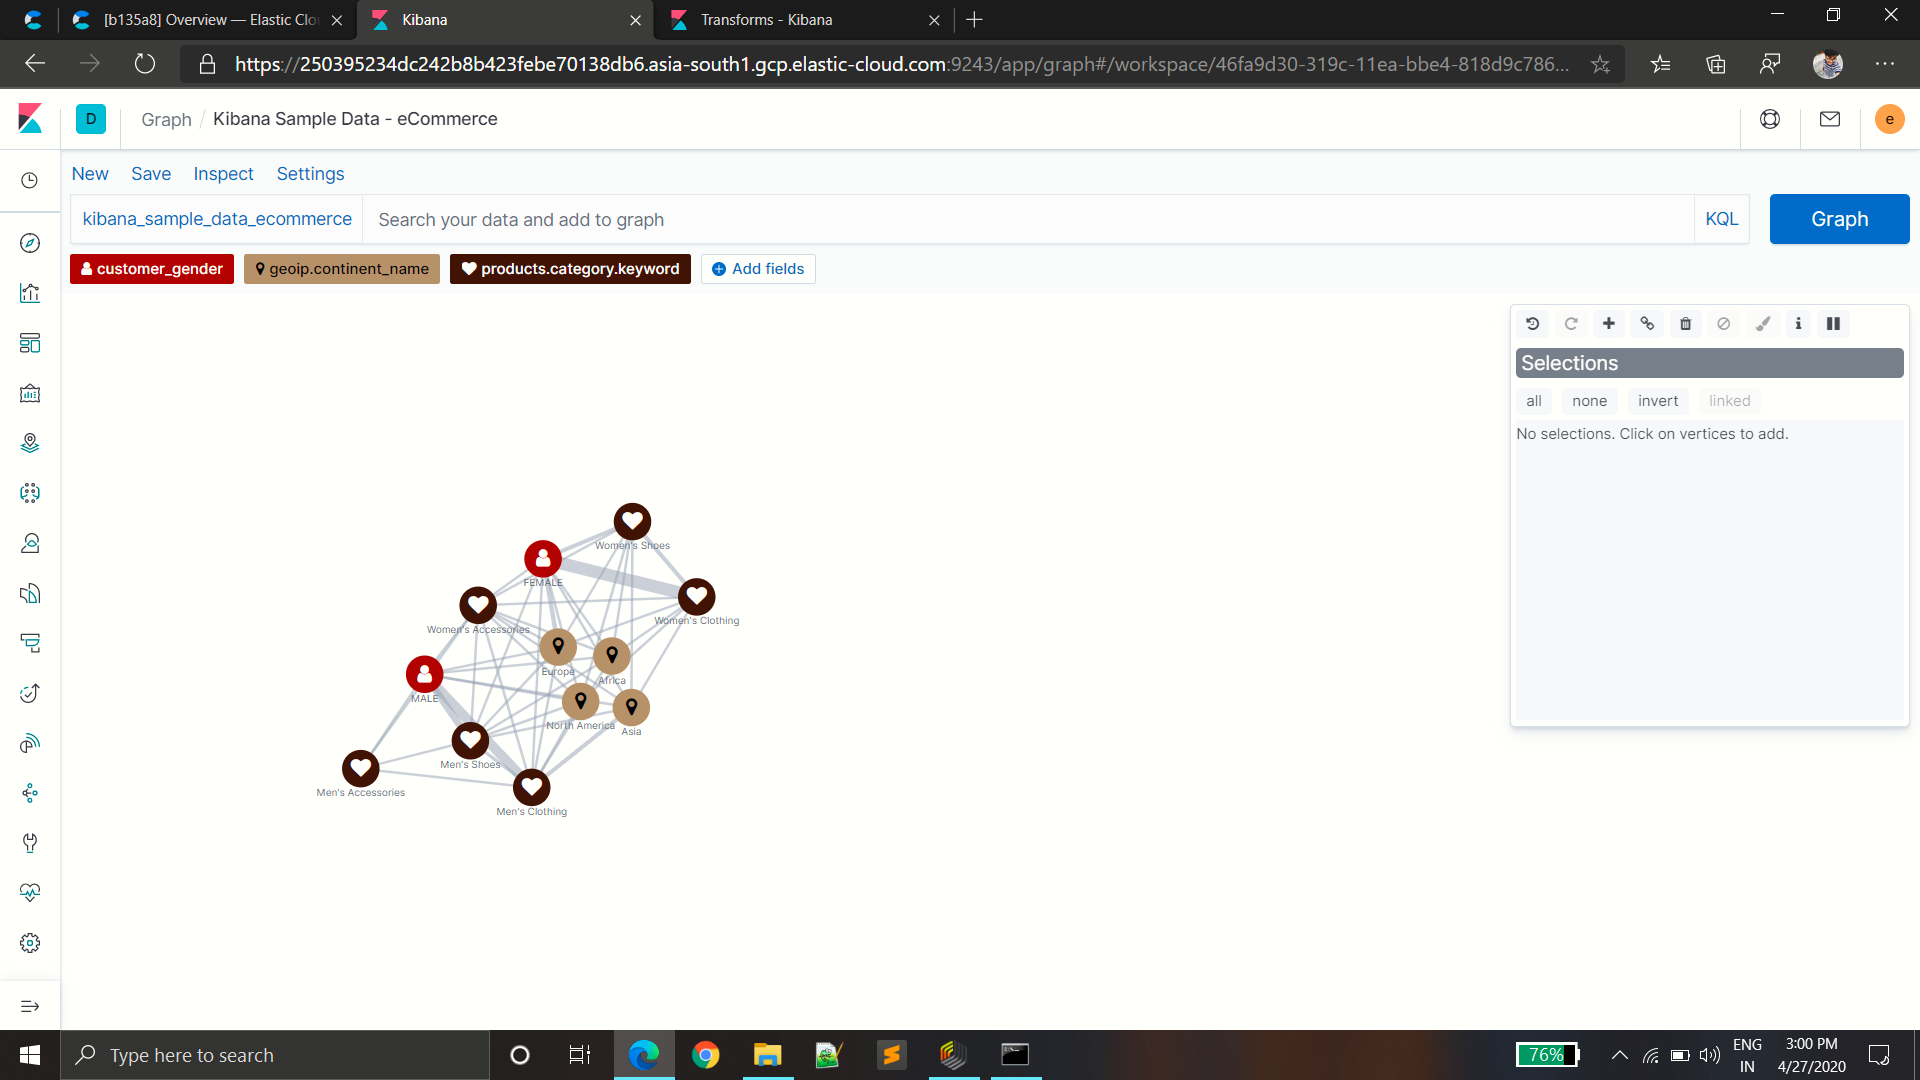 [b135a8] Overview — Elastic Clo
Kibana
Transforms - Kibana
https://250395234dc242b8b423febe70138db6.asia-south1.gcp.elastic-cloud.com:9243/app/graph#/workspace/46fa9d30-319c-11ea-bbe4-818d9c786...
D
Graph / Kibana Sample Data - eCommerce
e
New Save Inspect Settings
kibana_sample_data_ecommerce
Search your data and add to graph
KQL
Graph
customer_gender
geoip.continent_name
products.category.keyword
Add fields
Selections
all none invert linked
No selections. Click on vertices to add.
Women's Shoes
FEMALE
Women's Clothing
Women's Accessories
Europe
Africa
MALE
North America
Asia
Men's Shoes
Men's Accessories
Men's Clothing
Type here to search
76%
ENG
IN
3:00 PM
4/27/2020